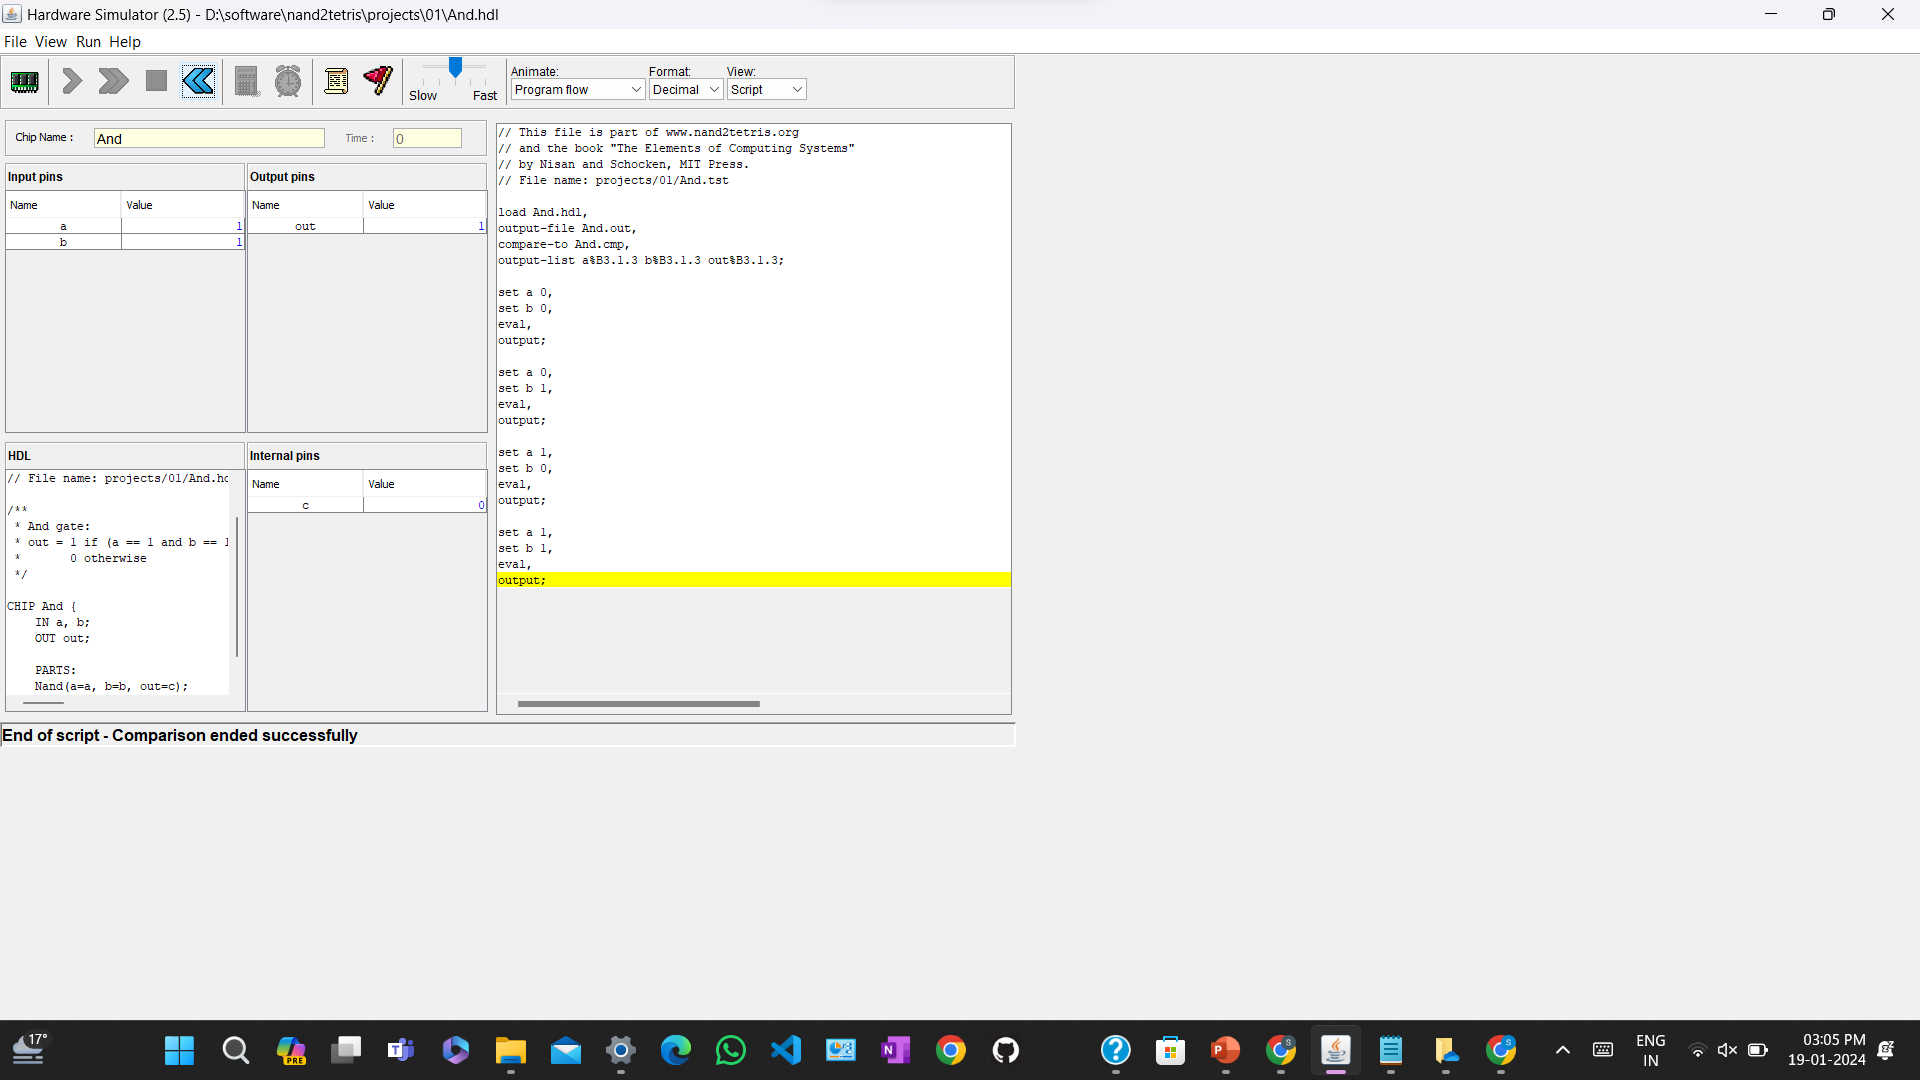 Hardware Simulator (2.5) - D:\software\nand2tetris\projects\01\And.hdl
File View Run Help
Slow Fast
Animate:
Program flow
Format:
Decimal
View:
Script
Chip Name :
And
Time :
0
Input pins
Name Value
a 1
b 1
Output pins
Name Value
out 1
HDL
// File name: projects/01/And.hd

/**
* And gate:
* out = 1 if (a == 1 and b == 1
* 0 otherwise
*/

CHIP And {
IN a, b;
OUT out;

PARTS:
Nand(a=a, b=b, out=c);
Internal pins
Name Value
c 0
// This file is part of www.nand2tetris.org
// and the book "The Elements of Computing Systems"
// by Nisan and Schocken, MIT Press.
// File name: projects/01/And.tst

load And.hdl,
output-file And.out,
compare-to And.cmp,
output-list a%B3.1.3 b%B3.1.3 out%B3.1.3;

set a 0,
set b 0,
eval,
output;

set a 0,
set b 1,
eval,
output;

set a 1,
set b 0,
eval,
output;

set a 1,
set b 1,
eval,
output;
End of script - Comparison ended successfully
17°
PRE
ENG
IN
03:05 PM
19-01-2024